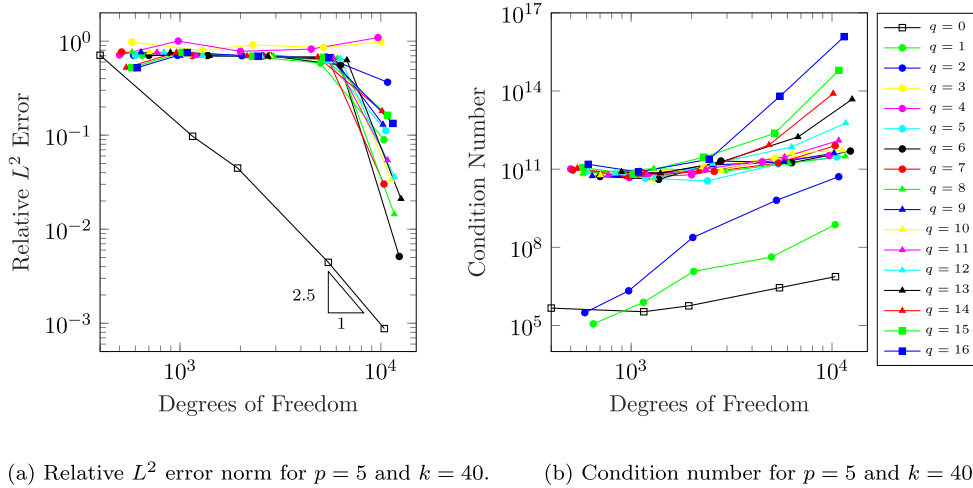 10^0
10^−1
10^−2
10^−3
Relative L^2 Error
2.5
1
10^3
10^4
Degrees of Freedom
10^17
10^14
10^11
10^8
10^5
Condition Number
10^3
10^4
Degrees of Freedom
q = 0
q = 1
q = 2
q = 3
q = 4
q = 5
q = 6
q = 7
q = 8
q = 9
q = 10
q = 11
q = 12
q = 13
q = 14
q = 15
q = 16
(a) Relative L^2 error norm for p = 5 and k = 40.
(b) Condition number for p = 5 and k = 40